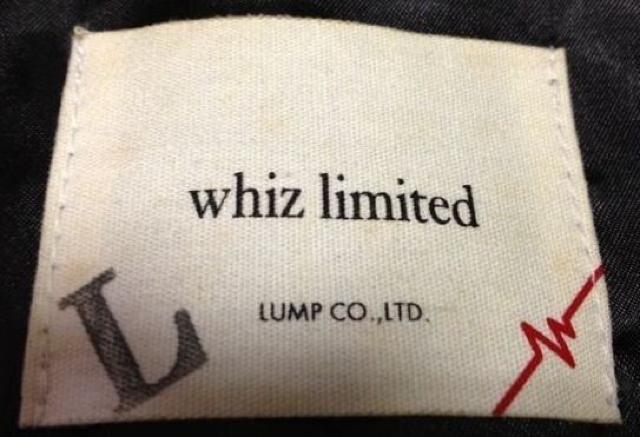 whiz limited
LUMP CO.,LTD.
L